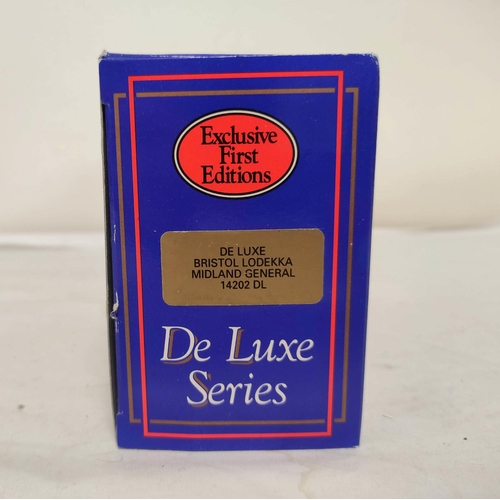 Exclusive
First
Editions
DE LUXE
BRISTOL LODEKKA
MIDLAND GENERAL
14202 DL
De Luxe
Series